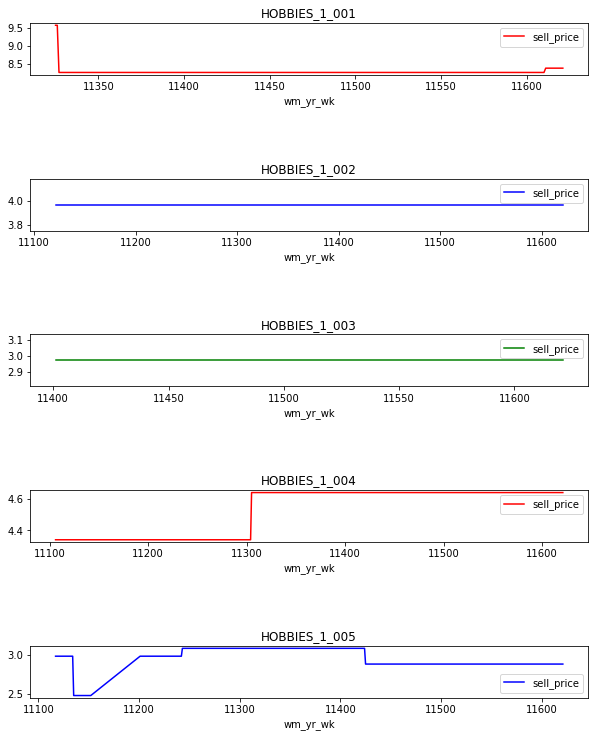 HOBBIES_1_001
9.5
9.0
8.5
sell_price
11350 11400 11450 11500 11550 11600
wm_yr_wk
HOBBIES_1_002
4.0
3.8
sell_price
11100 11200 11300 11400 11500 11600
wm_yr_wk
HOBBIES_1_003
3.1
3.0
2.9
sell_price
11400 11450 11500 11550 11600
wm_yr_wk
HOBBIES_1_004
4.6
4.4
sell_price
11100 11200 11300 11400 11500 11600
wm_yr_wk
HOBBIES_1_005
3.0
2.5
sell_price
11100 11200 11300 11400 11500 11600
wm_yr_wk